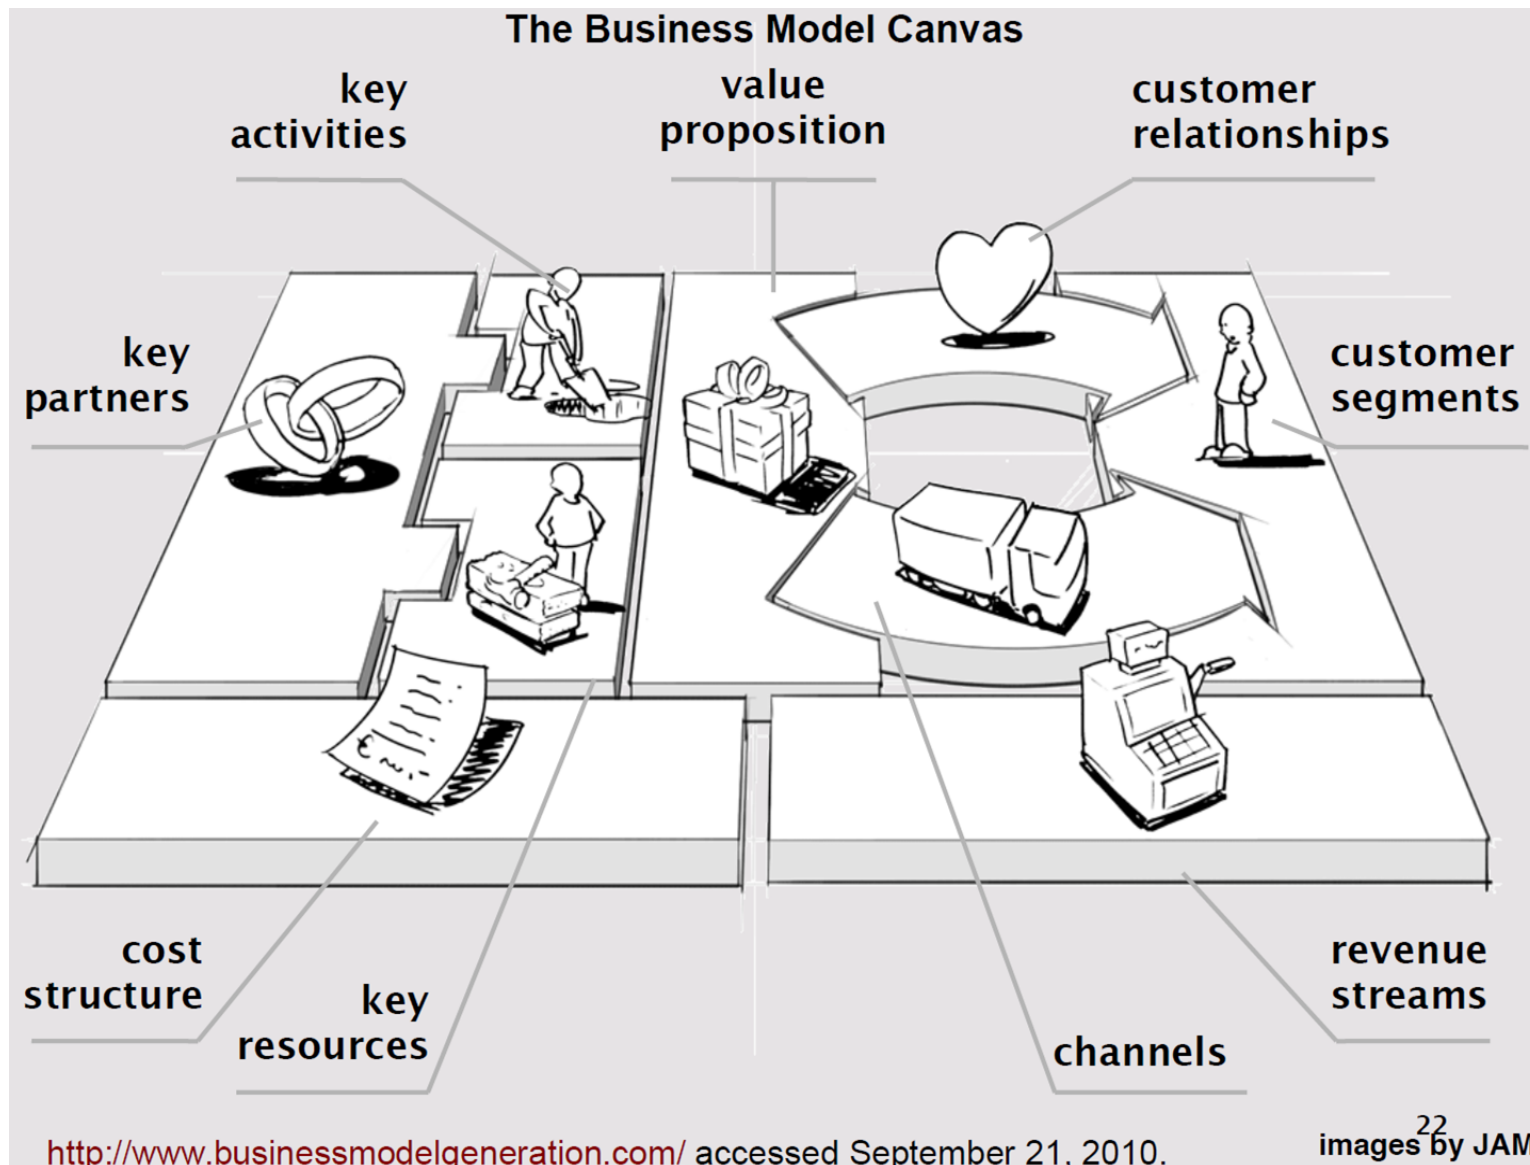 The Business Model Canvas
key
activities
value
proposition
customer
relationships
key
partners
customer
segments
cost
structure
key
resources
channels
revenue
streams
22
http://www.businessmodelgeneration.com/ accessed September 21, 2010.
images by JAM